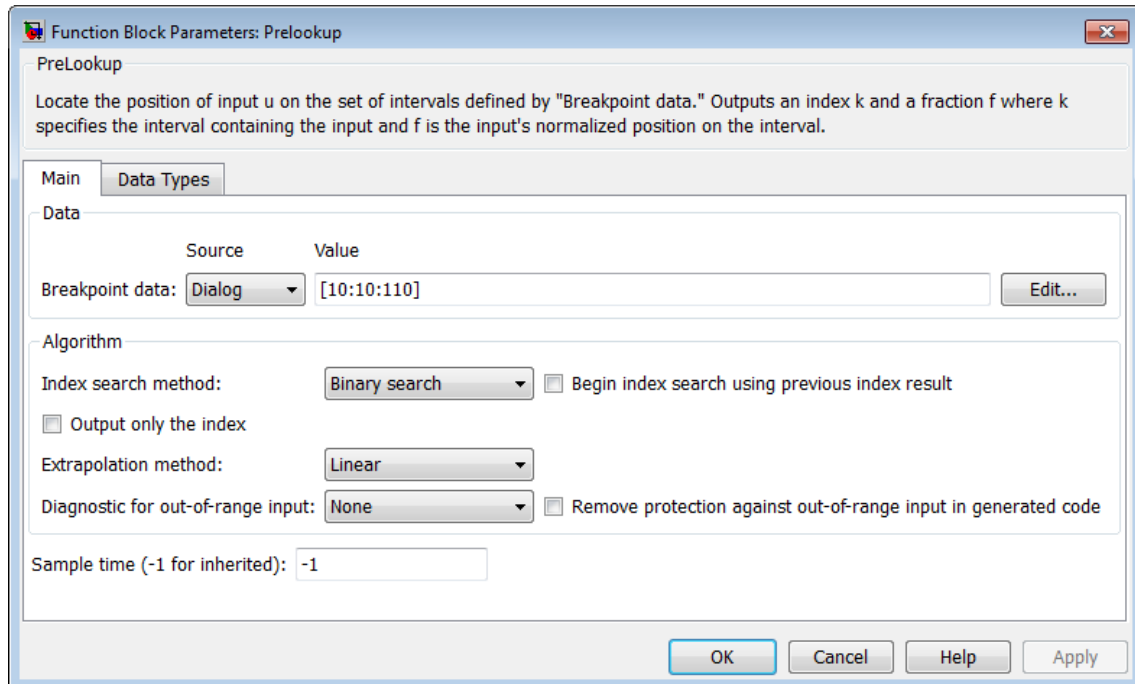 Function Block Parameters: Prelookup
PreLookup
Locate the position of input u on the set of intervals defined by "Breakpoint data." Outputs an index k and a fraction f where k
specifies the interval containing the input and f is the input's normalized position on the interval.
Main Data Types
Data
Source Value
Breakpoint data: Dialog [10:10:110] Edit...
Algorithm
Index search method: Binary search Begin index search using previous index result
Output only the index
Extrapolation method: Linear
Diagnostic for out-of-range input: None Remove protection against out-of-range input in generated code
Sample time (-1 for inherited): -1
OK Cancel Help Apply